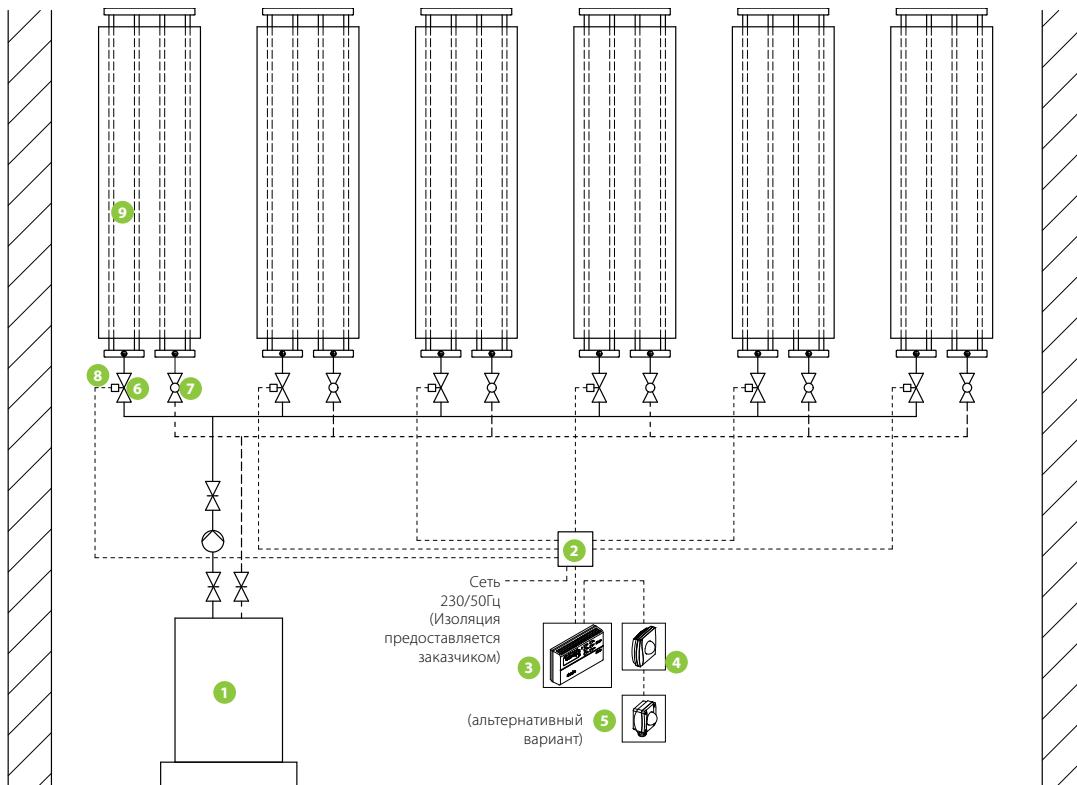 9
8
6
7
2
Сеть
230/50Гц
(Изоляция
предоставляется
заказчиком)
3
4
1
(альтернативный
вариант)
5